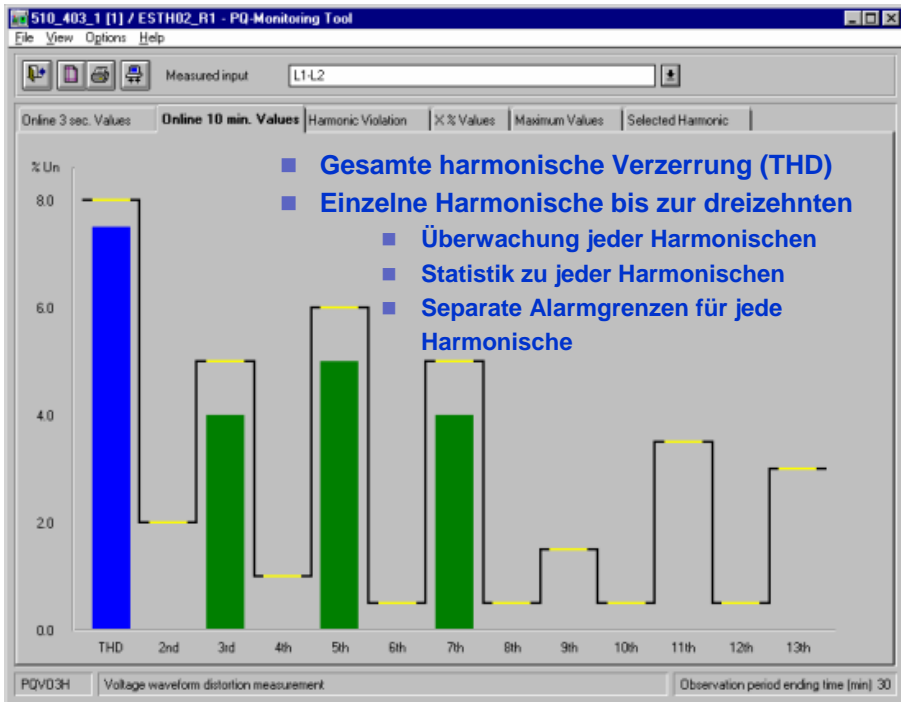 510_403_1 [1] / ESTH02_R1 - PQ-Monitoring Tool
File View Options Help
Measured input L1-L2
Online 3 sec. Values Online 10 min. Values Harmonic Violation X % Values Maximum Values Selected Harmonic
% Un
Gesamte harmonische Verzerrung (THD)
Einzelne Harmonische bis zur dreizehnten
Überwachung jeder Harmonischen
Statistik zu jeder Harmonischen
Separate Alarmgrenzen für jede
Harmonische
8.0
6.0
4.0
2.0
0.0
THD 2nd 3rd 4th 5th 6th 7th 8th 9th 10th 11th 12th 13th
PQVO3H Voltage waveform distortion measurement Observation period ending time (min) 30